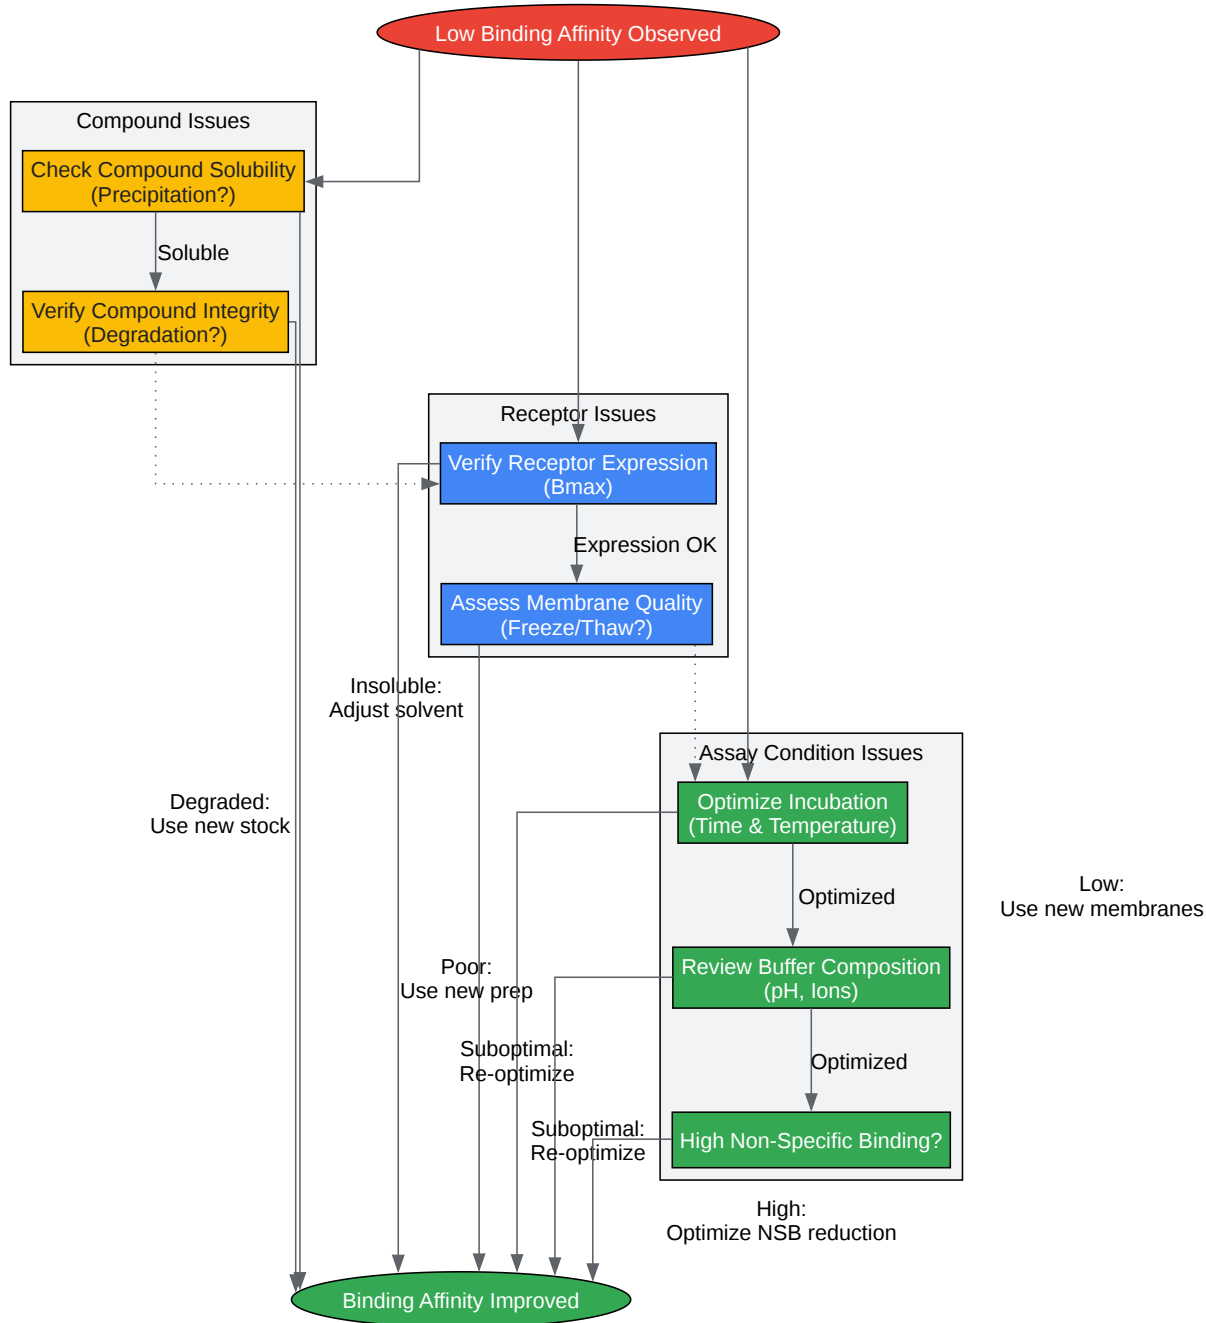 Low Binding Affinity Observed
Compound Issues
Check Compound Solubility
(Precipitation?)
Soluble
Verify Compound Integrity
(Degradation?)
Receptor Issues
Verify Receptor Expression
(Bmax)
Expression OK
Assess Membrane Quality
(Freeze/Thaw?)
Insoluble:
Adjust solvent
Assay Condition Issues
Degraded:
Use new stock
Optimize Incubation
(Time & Temperature)
Optimized
Low:
Use new membranes
Poor:
Use new prep
Review Buffer Composition
(pH, Ions)
Suboptimal:
Re-optimize
Optimized
Suboptimal:
Re-optimize
High Non-Specific Binding?
High:
Optimize NSB reduction
Binding Affinity Improved